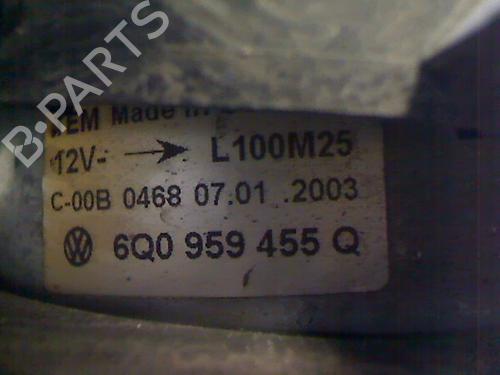 B-PARTS
Made in
12V- → L100M25
C-00B 0468 07.01 .2003
6Q0 959 455 Q